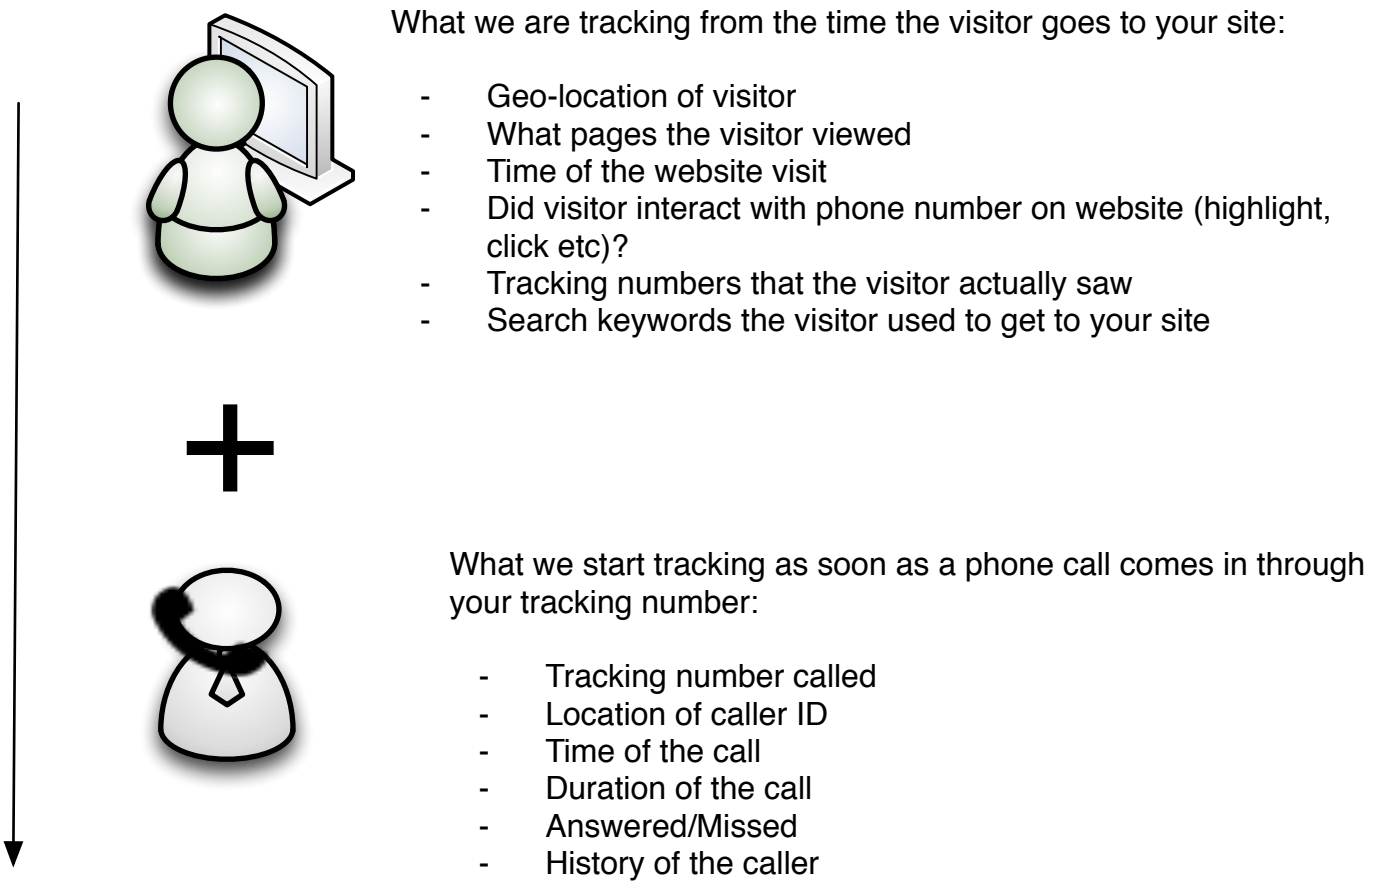 What we are tracking from the time the visitor goes to your site:
- Geo-location of visitor
- What pages the visitor viewed
- Time of the website visit
- Did visitor interact with phone number on website (highlight,
click etc)?
- Tracking numbers that the visitor actually saw
- Search keywords the visitor used to get to your site
+
What we start tracking as soon as a phone call comes in through
your tracking number:
- Tracking number called
- Location of caller ID
- Time of the call
- Duration of the call
- Answered/Missed
- History of the caller